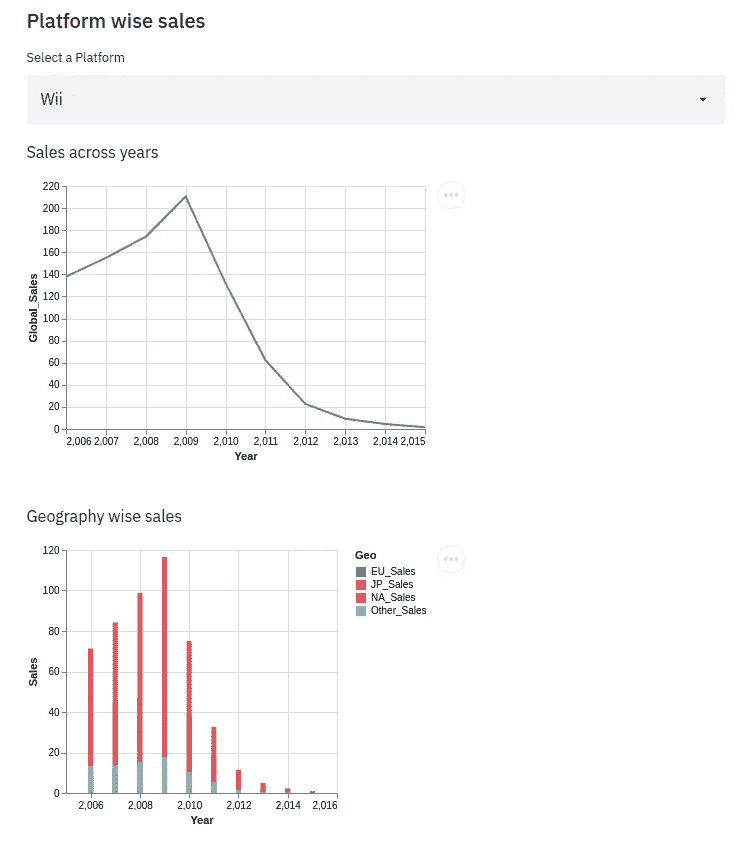 Platform wise sales
Select a Platform
Wii
Sales across years
220
200
180
160
140
120
100
80
60
40
20
0
Global_Sales
2,006 2,007 2,008 2,009 2,010 2,011 2,012 2,013 2,014 2,015
Year
Geography wise sales
120
100
80
60
40
20
0
Sales
2,006 2,008 2,010 2,012 2,014 2,016
Year
Geo
EU_Sales
JP_Sales
NA_Sales
Other_Sales